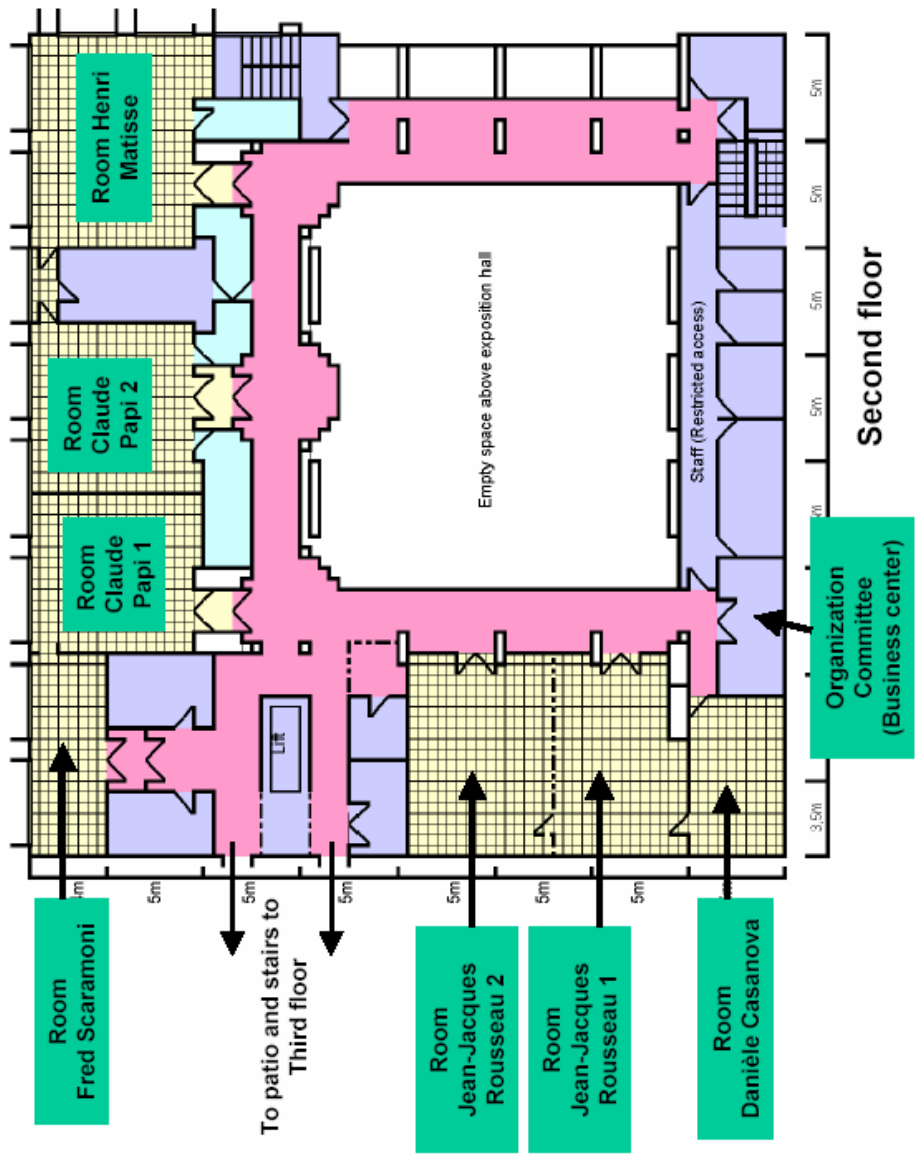 Room
Danièle Casanova
Room
Jean-Jacques
Rousseau 1
Room
Jean-Jacques
Rousseau 2
To patio and stairs to
Third floor
Room
Fred Scaramoni
5m
5m
5m
5m
5m
5m
Lift
Organization
Committee
(Business center)
Room
Claude
Papi 1
Room
Claude
Papi 2
Room Henri
Matisse
Empty space above exposition hall
Staff (Restricted access)
3,5m
5m
5m
5m
5m
Second floor